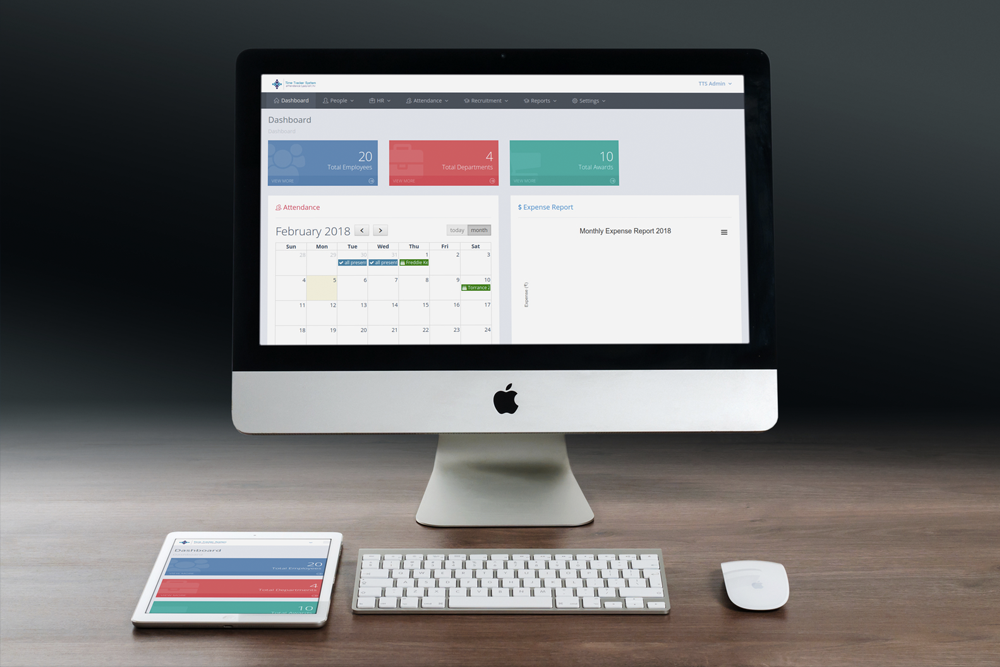 Time Tracker System
TTS Admin
Dashboard People HR Attendance Recruitment Reports Settings
Dashboard
Dashboard
20
Total Employees
VIEW MORE
4
Total Departments
VIEW MORE
10
Total Awards
VIEW MORE
Attendance
February 2018 < > today month
Sun Mon Tue Wed Thu Fri Sat
28 29 30 31 1 2 3
all present all present Freddie Ke
4 5 6 7 8 9 10
Torrance Z
11 12 13 14 15 16 17
18 19 20 21 22 23 24
$ Expense Report
Monthly Expense Report 2018
Expense (₹)
Dashboard
20
Total Employees
4
Total Departments
10